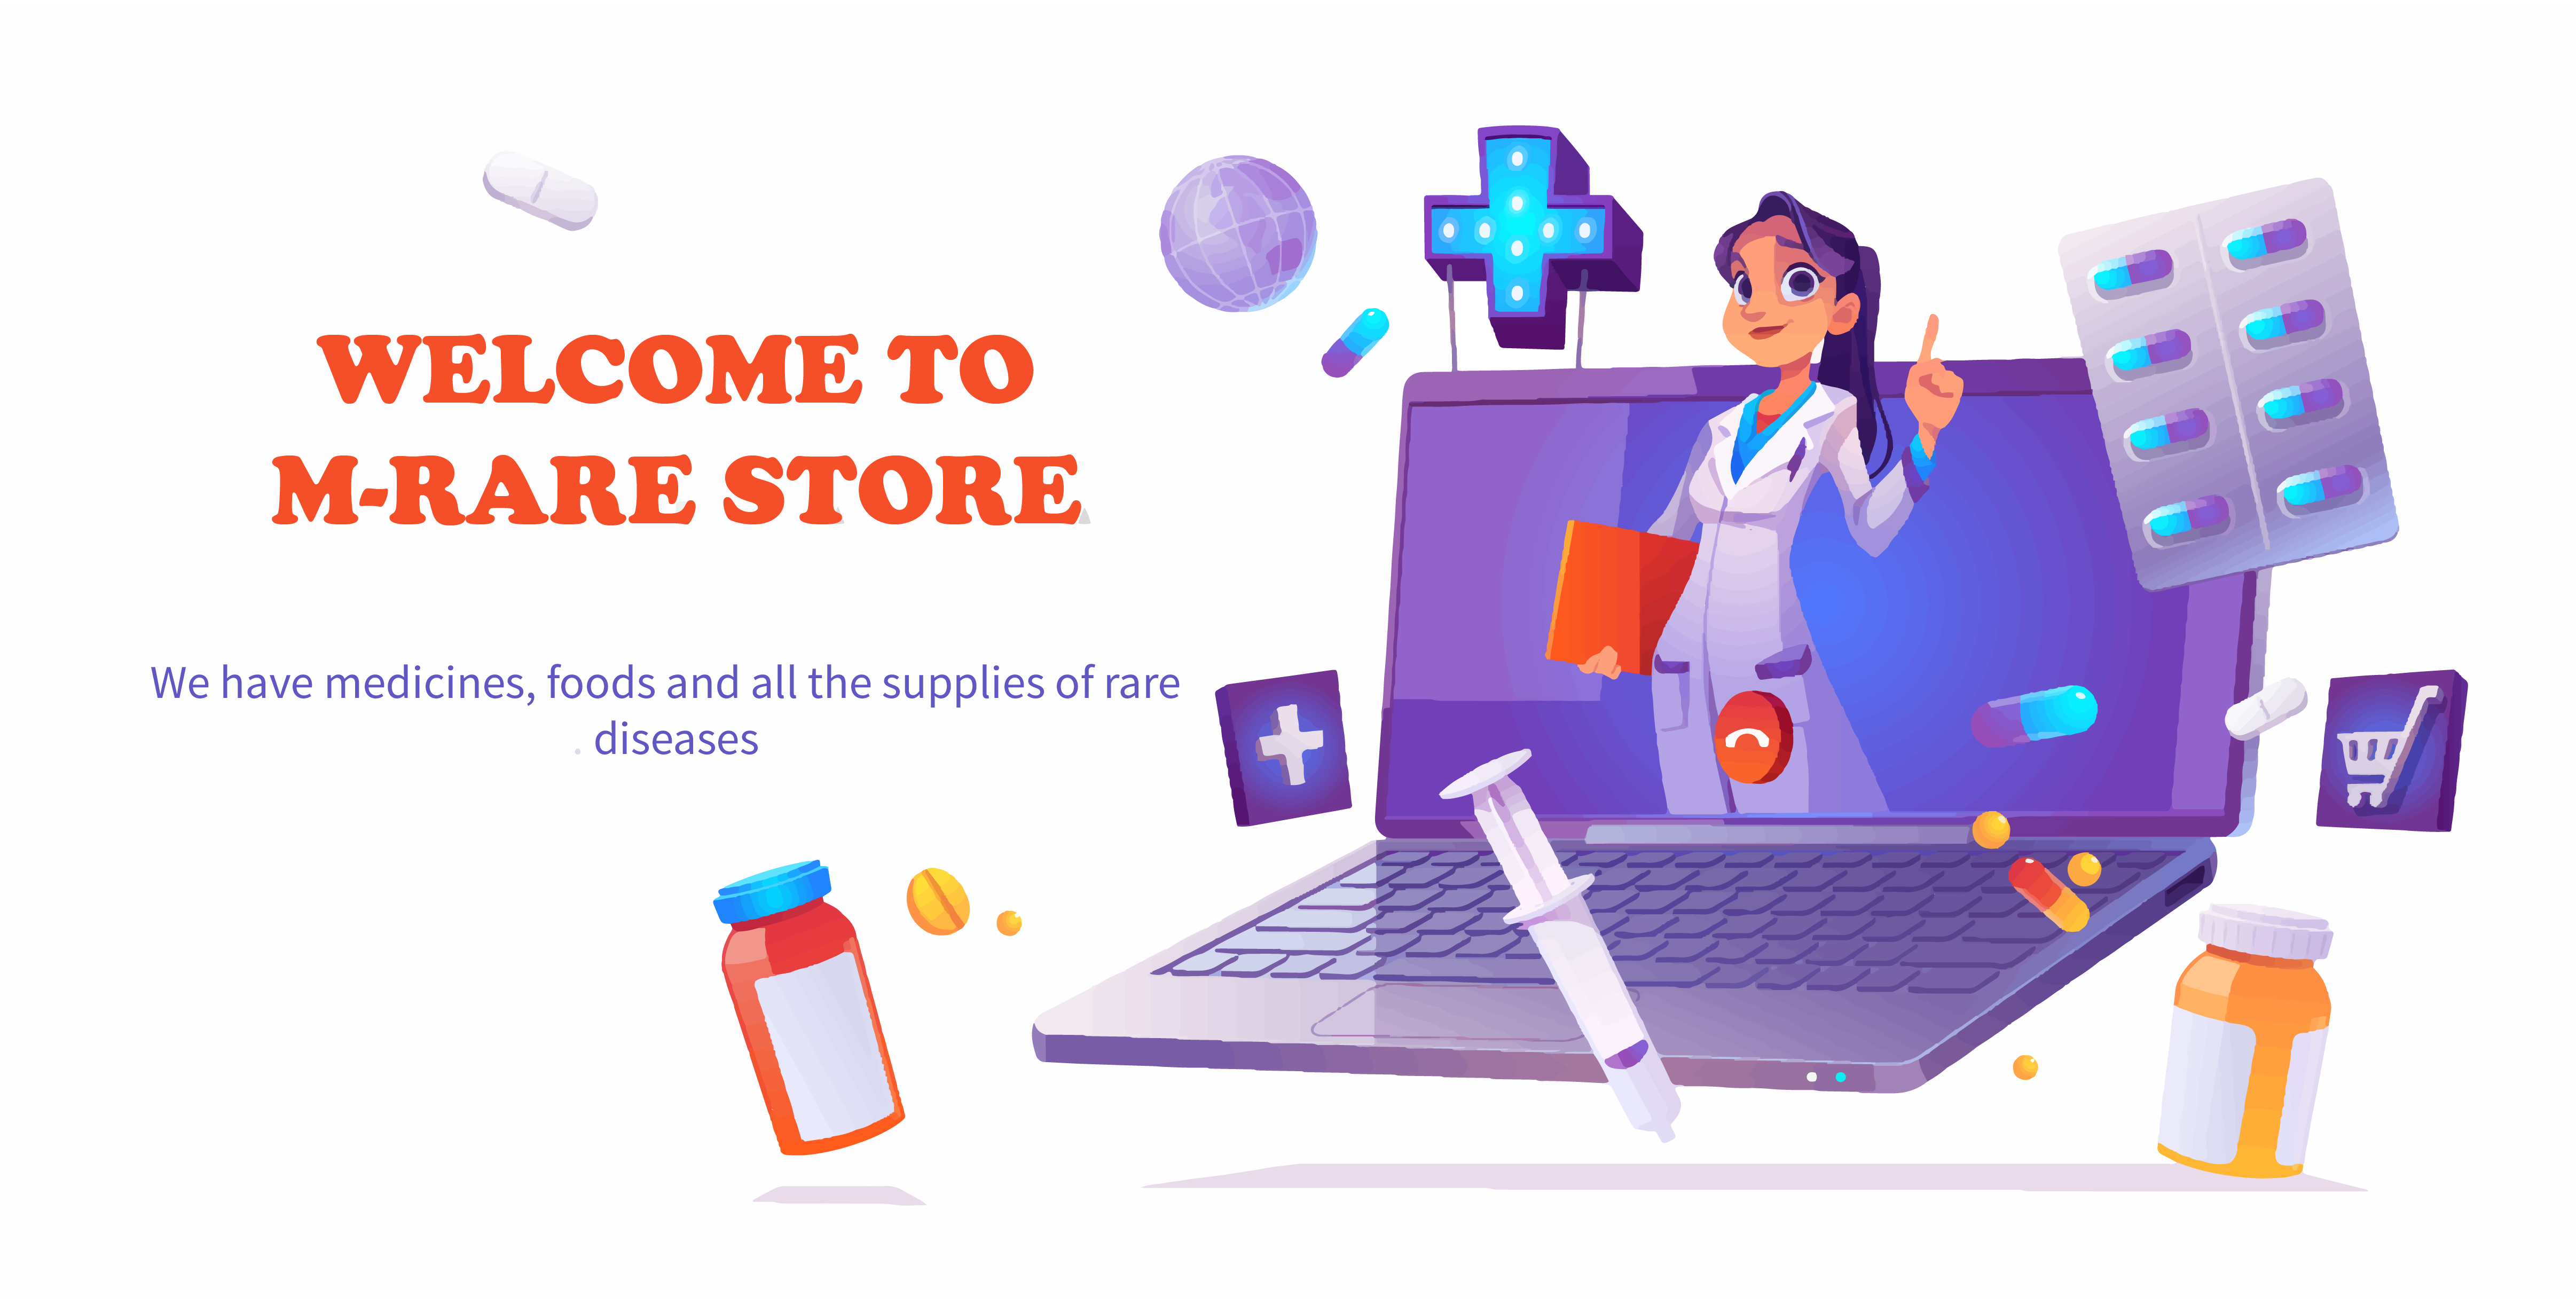 WELCOME TO
M-RARE STORE
We have medicines, foods and all the supplies of rare
. diseases